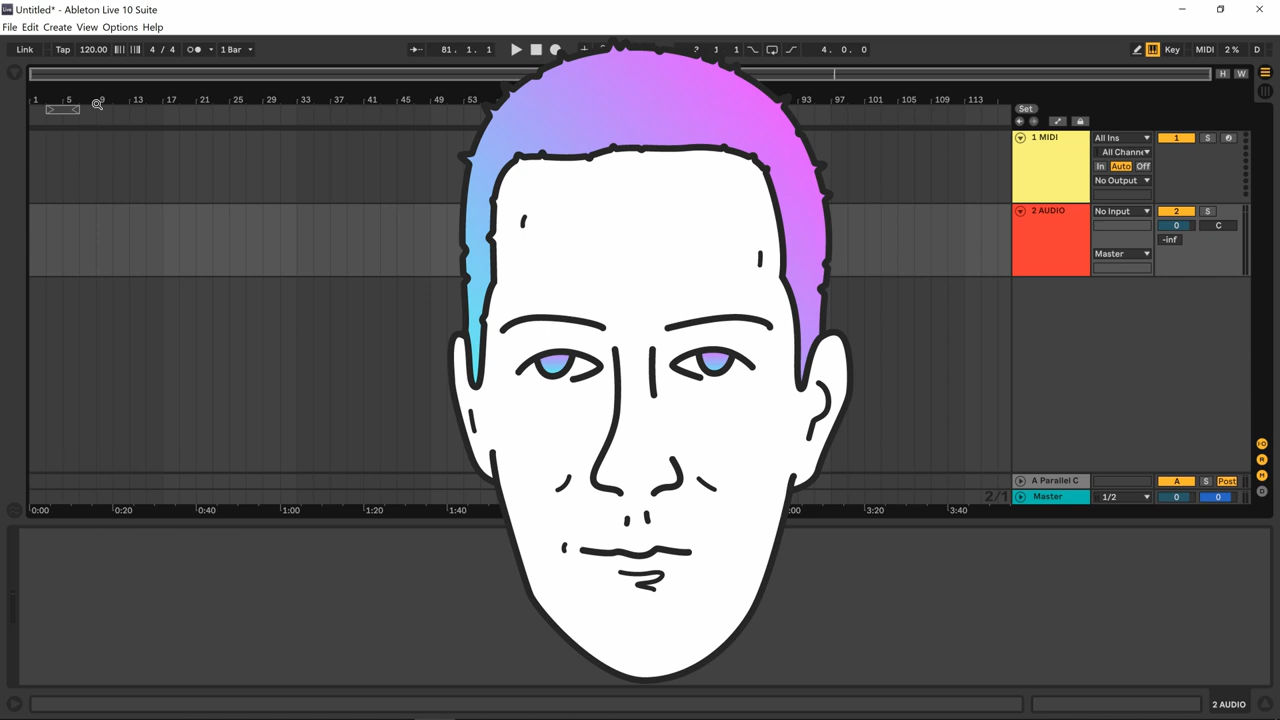 Untitled* - Ableton Live 10 Suite
File Edit Create View Options Help
Link Tap 120.00 4 / 4 1 Bar 81. 1. 1 1 1 4. 0. 0 Key MIDI 2 % D
H W
1 5 9 13 17 21 25 29 33 37 41 45 49 53 93 97 101 105 109 113
Set
1 MIDI All Ins 1 S
All Channe
In Auto Off
No Output
2 AUDIO No Input 2 S
0 C
-inf
Master
A Parallel C A S Post
2/1 Master 1/2 0 0
0:00 0:20 0:40 1:00 1:20 1:40 :00 3:20 3:40
2 AUDIO